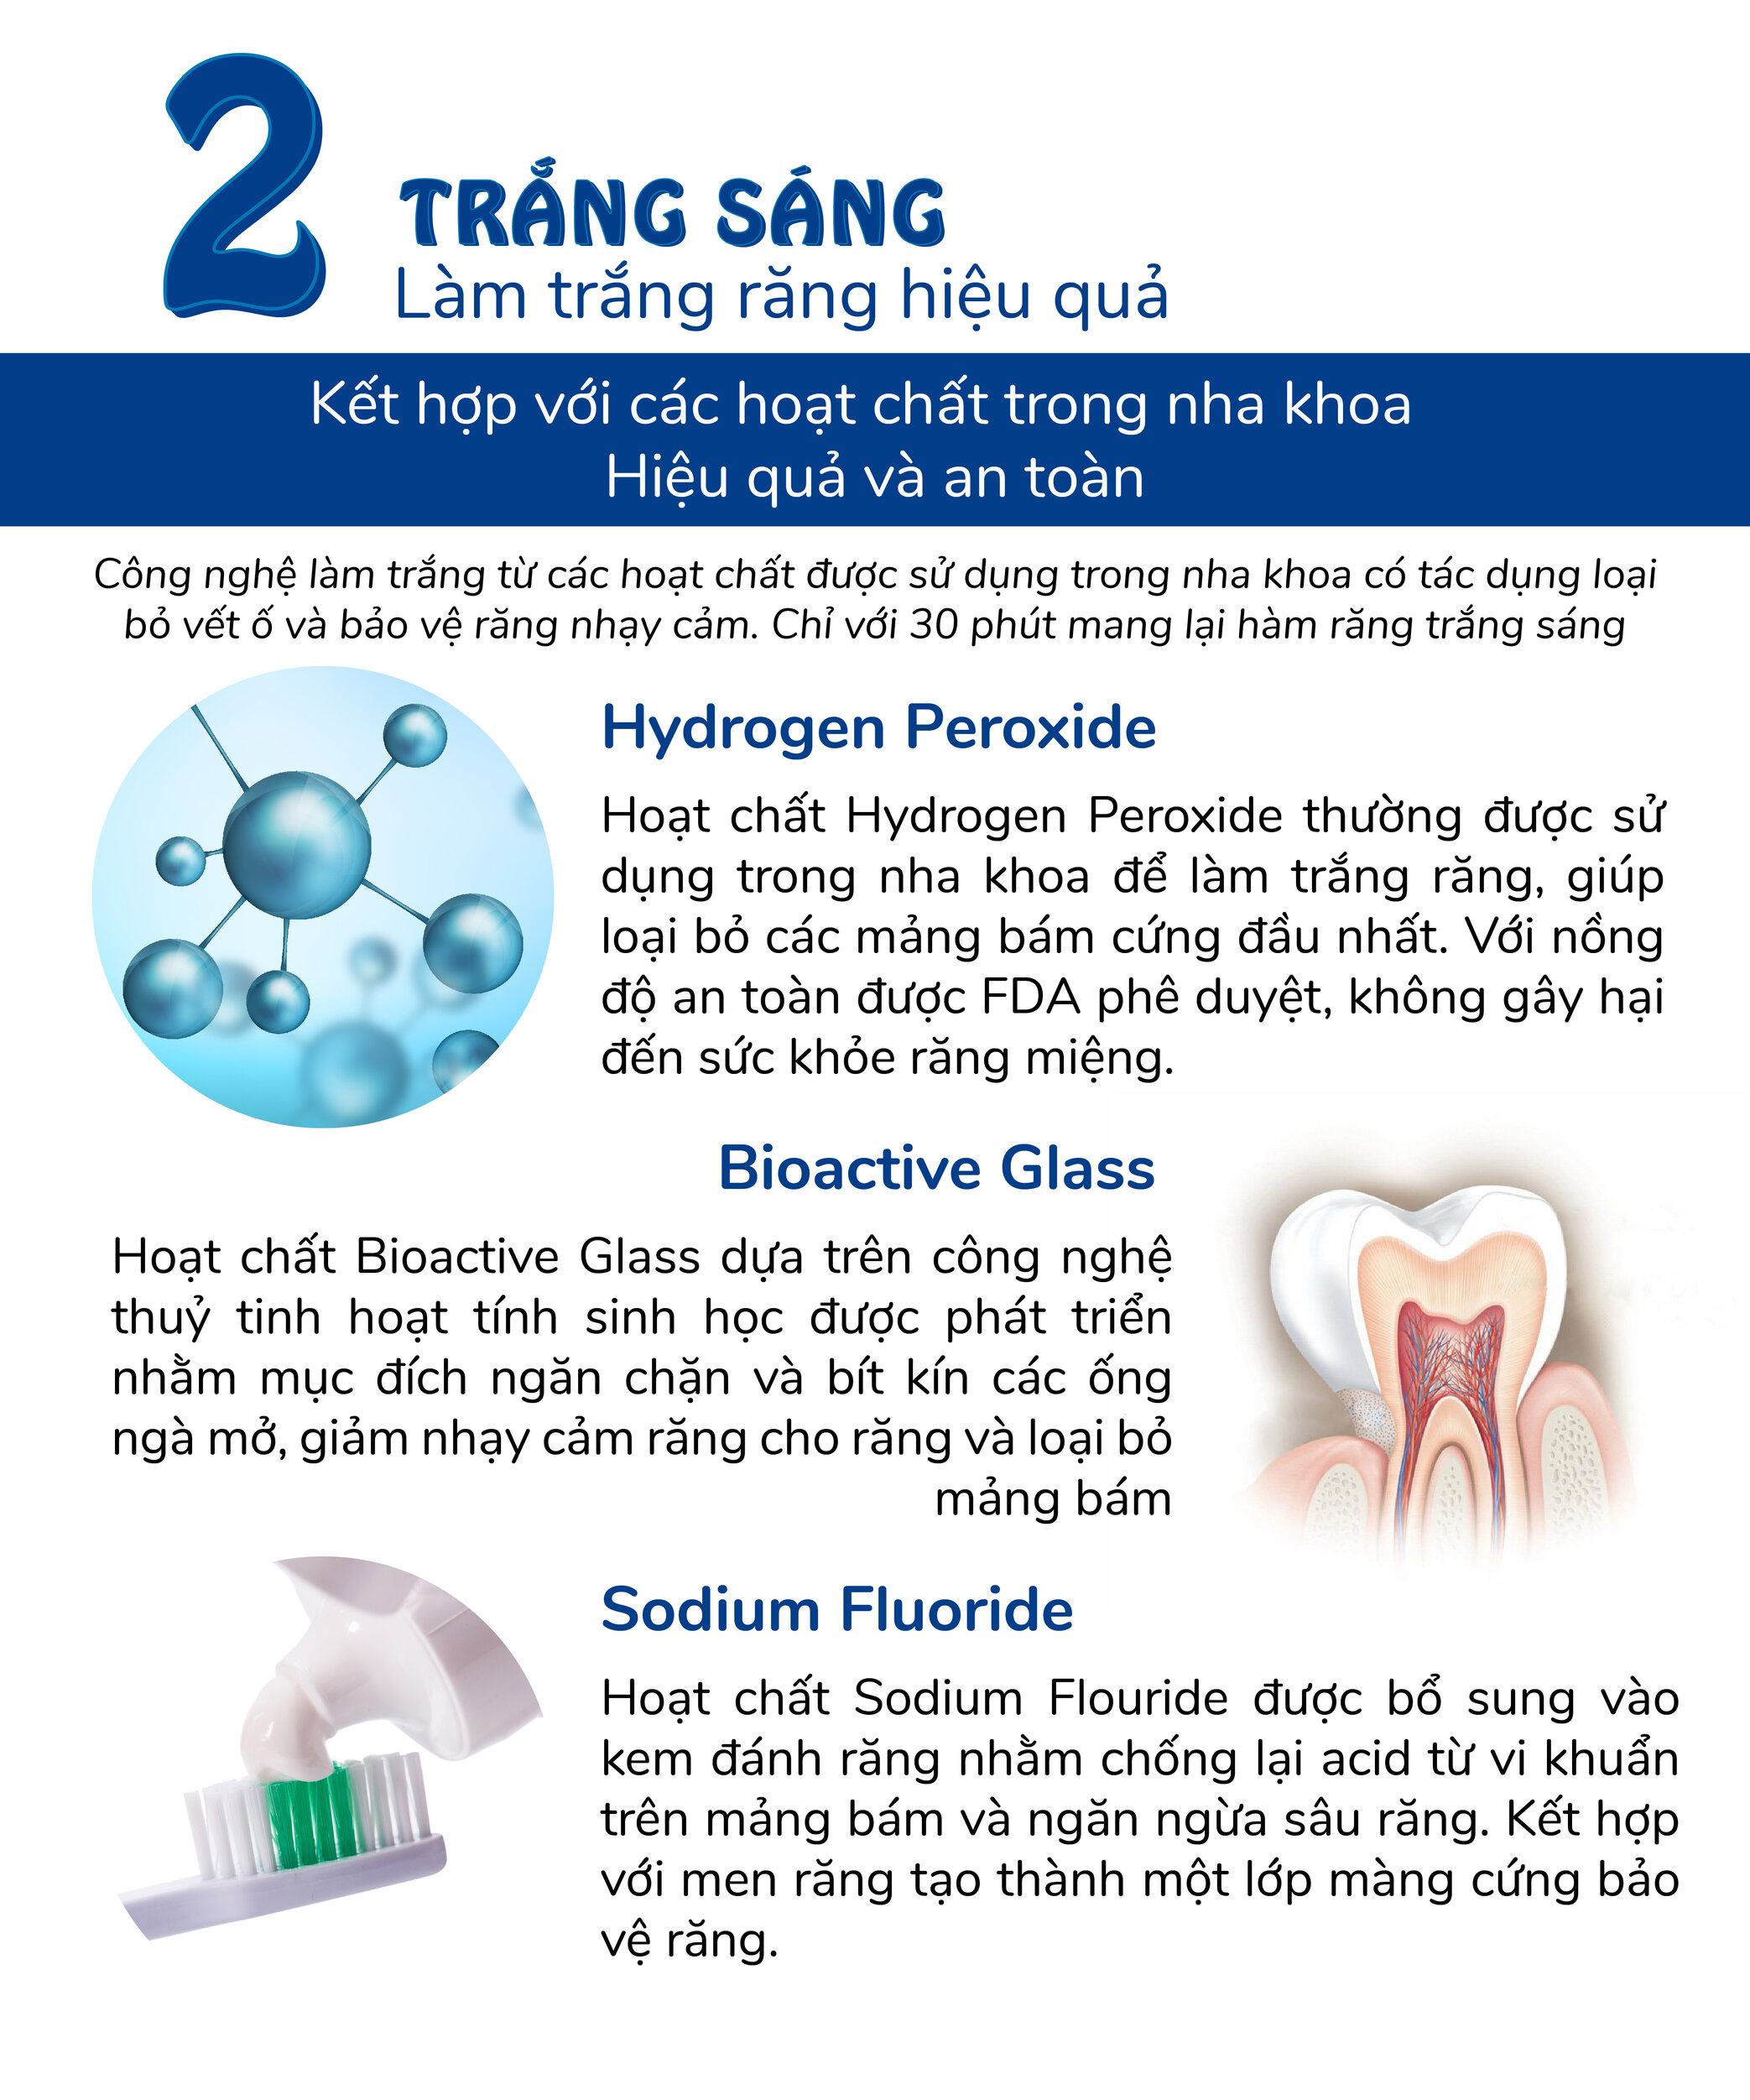 2
TRẮNG SÁNG
Làm trắng răng hiệu quả
Kết hợp với các hoạt chất trong nha khoa
Hiệu quả và an toàn
Công nghệ làm trắng từ các hoạt chất được sử dụng trong nha khoa có tác dụng loại
bỏ vết ố và bảo vệ răng nhạy cảm. Chỉ với 30 phút mang lại hàm răng trắng sáng
Hydrogen Peroxide
Hoạt chất Hydrogen Peroxide thường được sử
dụng trong nha khoa để làm trắng răng, giúp
loại bỏ các mảng bám cứng đầu nhất. Với nồng
độ an toàn được FDA phê duyệt, không gây hại
đến sức khỏe răng miệng.
Bioactive Glass
Hoạt chất Bioactive Glass dựa trên công nghệ
thuỷ tinh hoạt tính sinh học được phát triển
nhằm mục đích ngăn chặn và bít kín các ống
ngà mở, giảm nhạy cảm răng cho răng và loại bỏ
mảng bám
Sodium Fluoride
Hoạt chất Sodium Flouride được bổ sung vào
kem đánh răng nhằm chống lại acid từ vi khuẩn
trên mảng bám và ngăn ngừa sâu răng. Kết hợp
với men răng tạo thành một lớp màng cứng bảo
vệ răng.